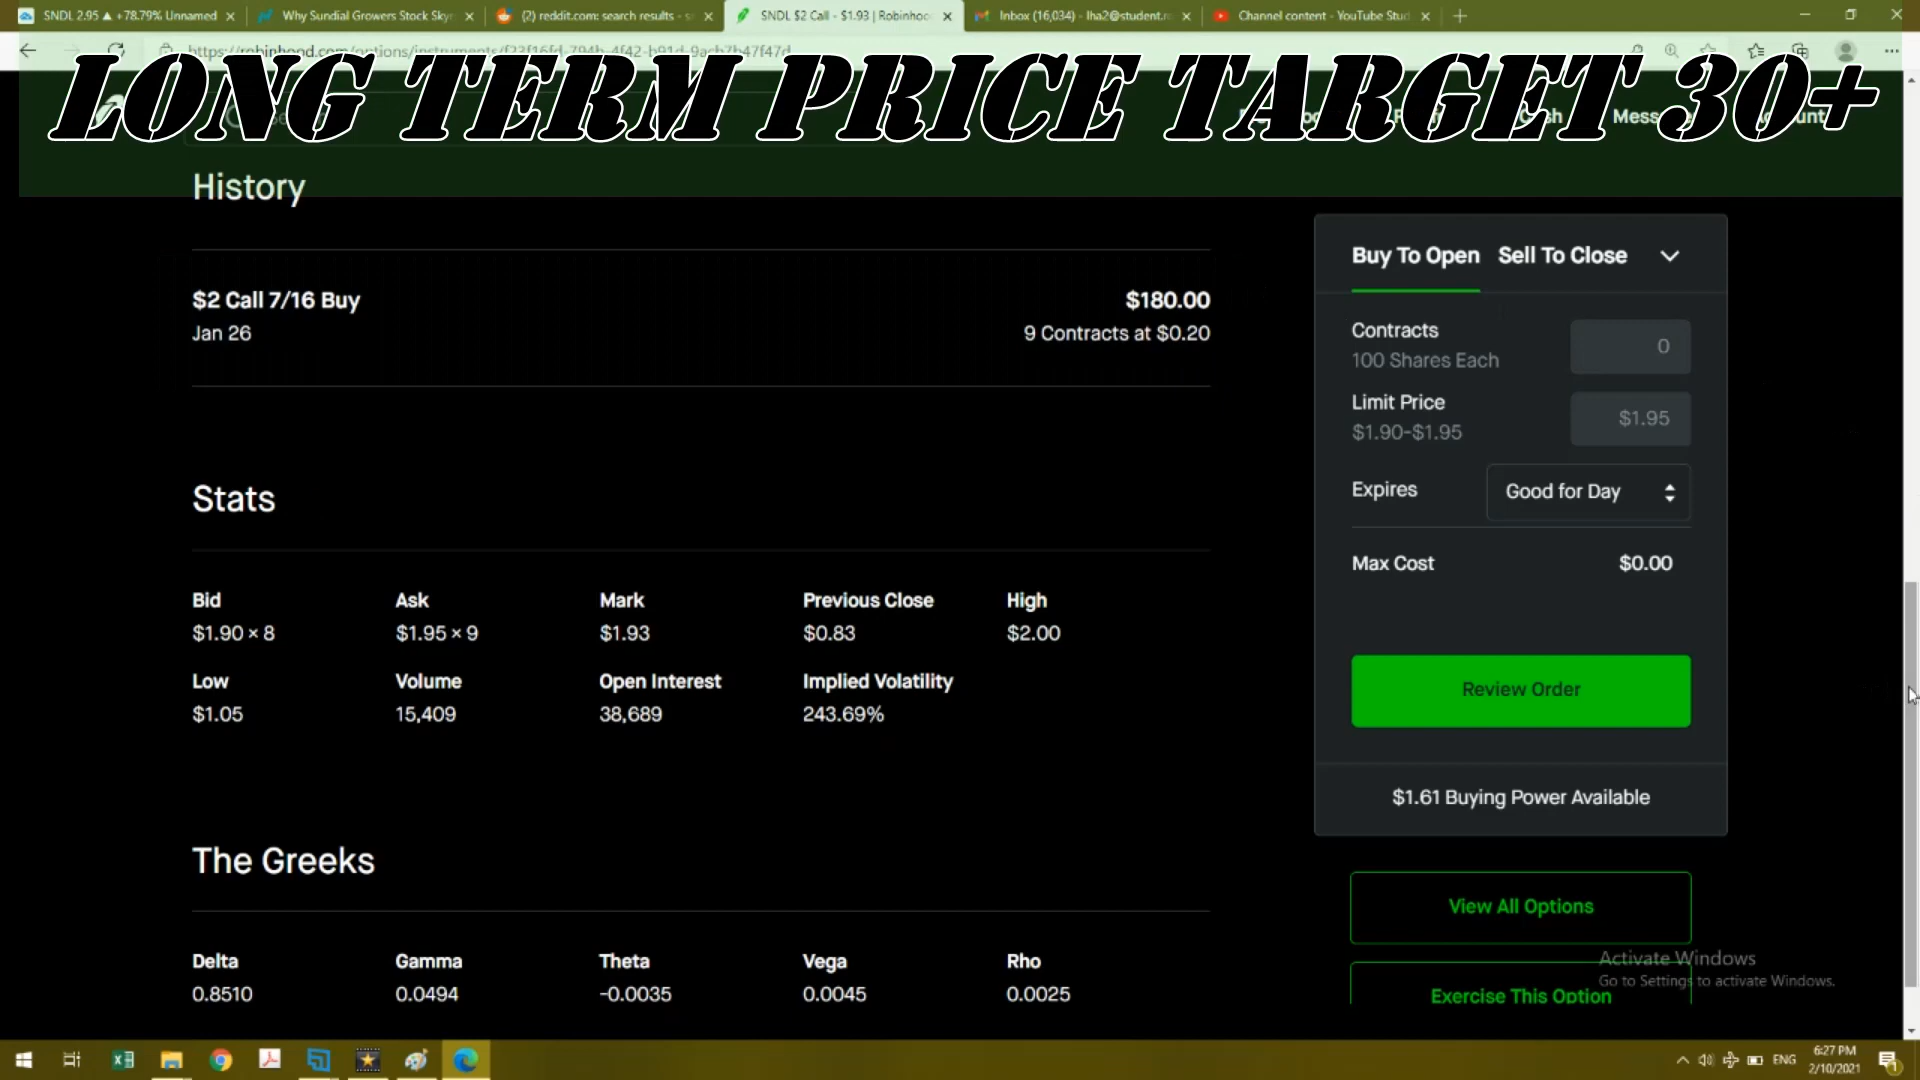 SNDL 2.95 ▲ +78.79% Unnamed
Why Sundial Growers Stock Sky
(2) reddit.com: search results - s
SNDL $2 Call - $1.93 | Robinhoo
Inbox (16,034) - lha2@student.
Channel content - YouTube Stud
LONG TERM PRICE TARGET 30+
History
$2 Call 7/16 Buy
$180.00
Jan 26
9 Contracts at $0.20
Stats
Bid
Ask
Mark
Previous Close
High
$1.90 × 8
$1.95 × 9
$1.93
$0.83
$2.00
Low
Volume
Open Interest
Implied Volatility
$1.05
15,409
38,689
243.69%
The Greeks
Delta
Gamma
Theta
Vega
Rho
0.8510
0.0494
-0.0035
0.0045
0.0025
Buy To Open
Sell To Close
Contracts
100 Shares Each
0
Limit Price
$1.90-$1.95
$1.95
Expires
Good for Day
Max Cost
$0.00
Review Order
$1.61 Buying Power Available
View All Options
Exercise This Option
Activate Windows
Go to Settings to activate Windows.
ENG
6:27 PM
2/10/2021
1